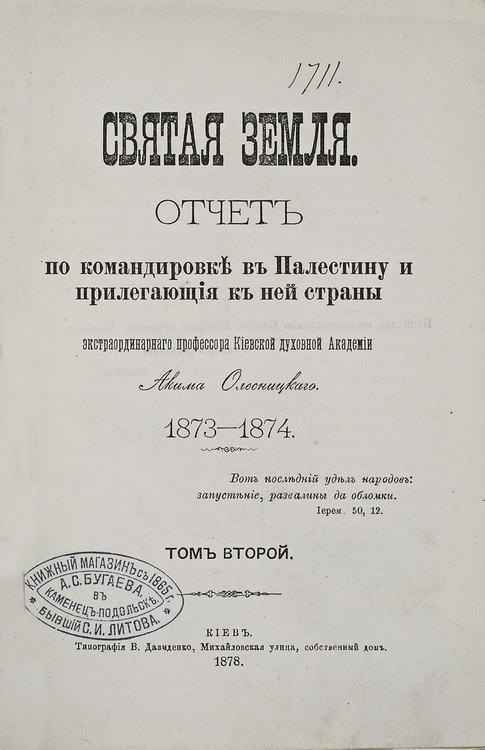 1711.
СВЯТАЯ ЗЕМЛЯ.
ОТЧЕТЪ
по командировкѣ въ Палестину и
прилегающія къ ней страны
экстраординарнаго профессора Кіевской духовной Академіи
Акима Олесницкаго.
1873—1874.
Вотъ послѣдній удѣлъ народовъ:
запустѣніе, развалины да обломки.
Іерем. 50, 12.
ТОМЪ ВТОРОЙ.
КНИЖНЫЙ МАГАЗИНЪ съ 1865 г.
А. С. БУГАЕВА,
ВЪ
КАМЕНЕЦЪ-ПОДОЛЬСКѢ.
БЫВШІЙ С. И. ЛИТОВА.
КІЕВЪ.
Типографія В. Давиденко, Михайловская улица, собственный домъ.
1878.